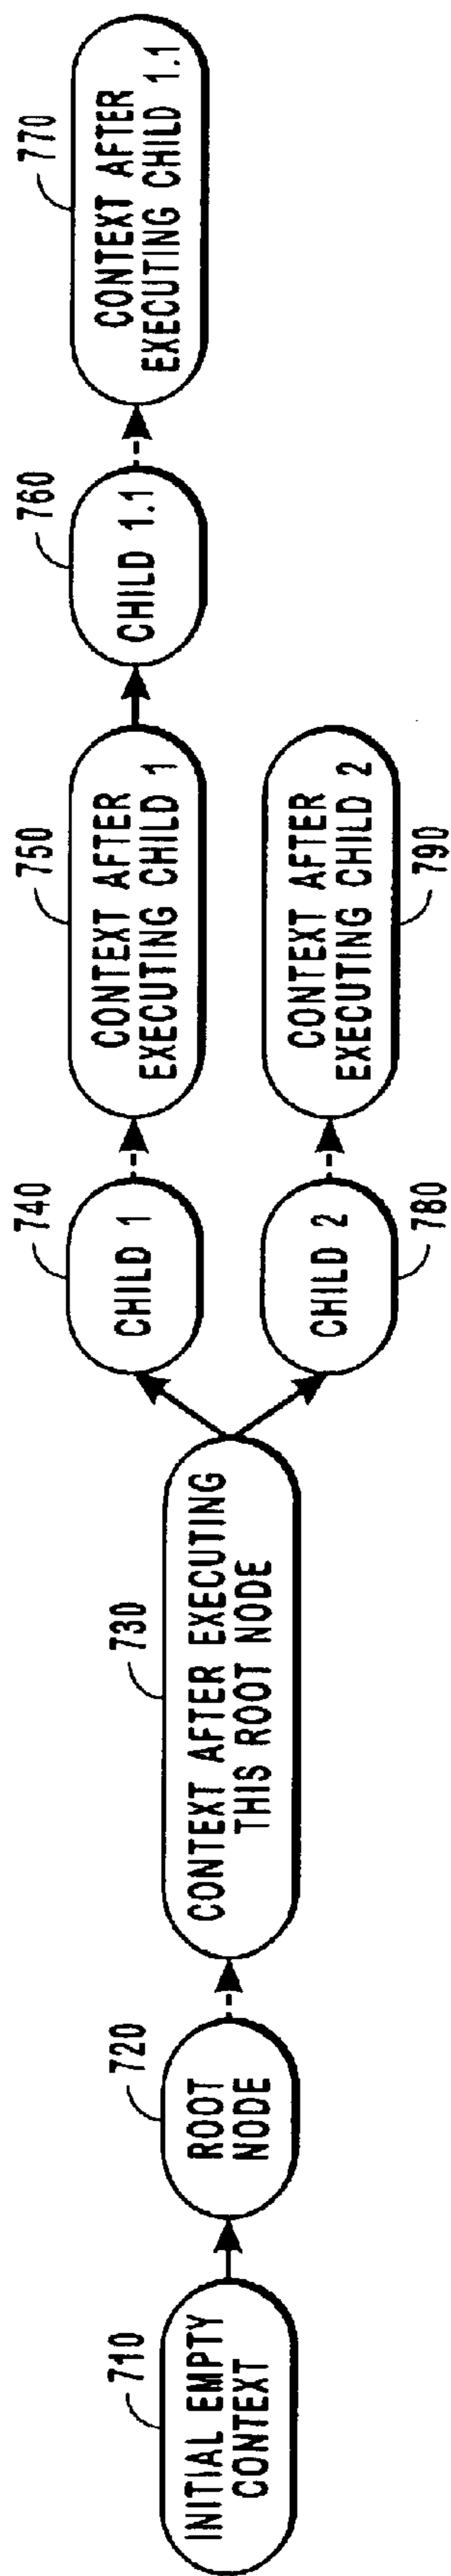 710
INITIAL EMPTY
CONTEXT
720
ROOT
NODE
730
CONTEXT AFTER EXECUTING
THIS ROOT NODE
740
CHILD 1
750
CONTEXT AFTER
EXECUTING CHILD 1
760
CHILD 1.1
770
CONTEXT AFTER
EXECUTING CHILD 1.1
CHILD 2
780
CONTEXT AFTER
EXECUTING CHILD 2
790